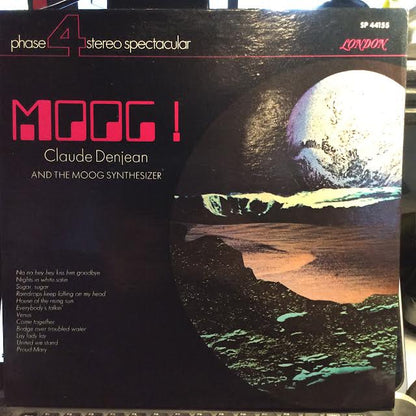 phase 4 stereo spectacular
SP 44155
LONDON
MOOG!
Claude Denjean
AND THE MOOG SYNTHESIZER
Na na hey hey kiss him goodbye
Nights in white satin
Sugar, sugar
Raindrops keep falling on my head
House of the rising sun
Everybody's talkin'
Venus
Come together
Bridge over troubled water
Lay lady lay
United we stand
Proud Mary